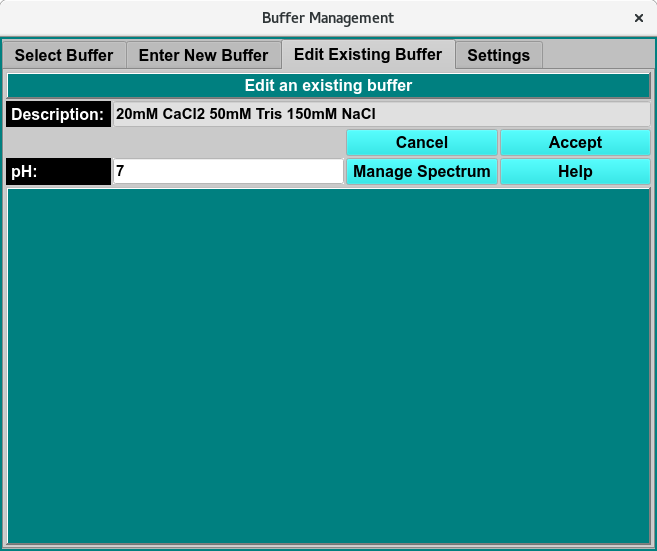 Buffer Management ×
Select Buffer Enter New Buffer Edit Existing Buffer Settings
Edit an existing buffer
Description: 20mM CaCl2 50mM Tris 150mM NaCl
Cancel Accept
pH: 7 Manage Spectrum Help